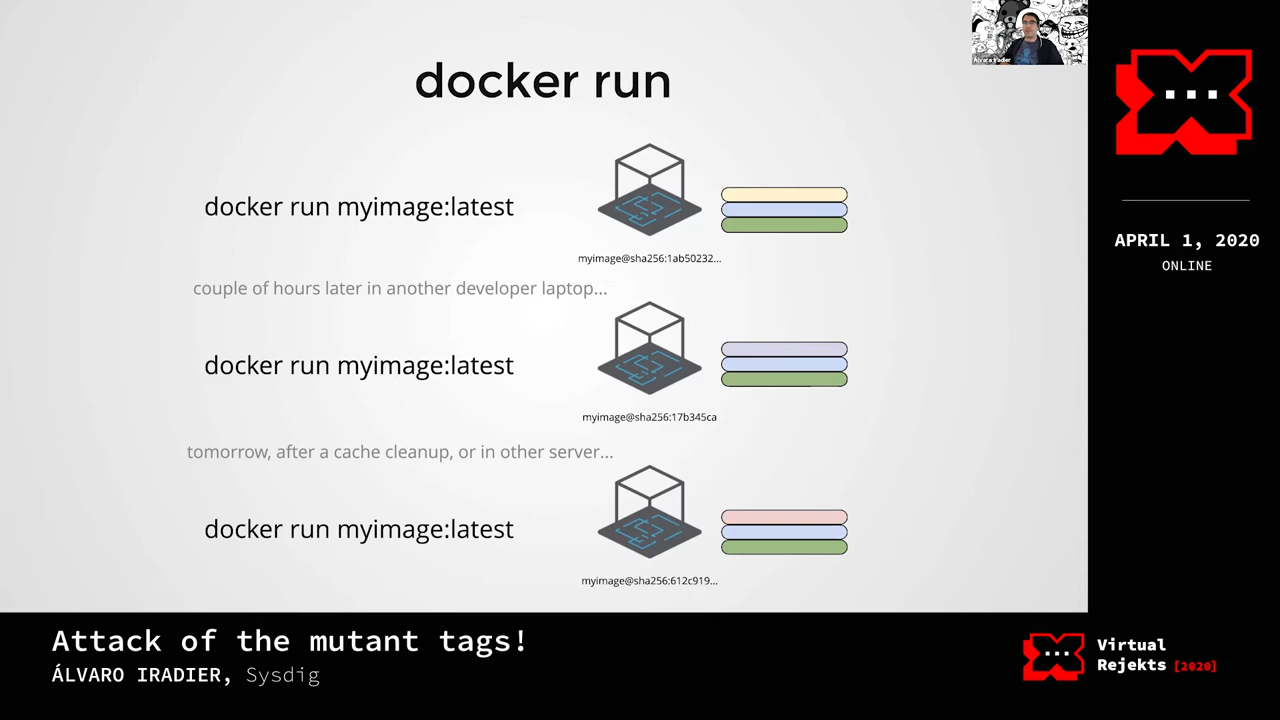 docker run
Álvaro Iradier
docker run myimage:latest
myimage@sha256:1ab50232...
couple of hours later in another developer laptop...
docker run myimage:latest
myimage@sha256:17b345ca
tomorrow, after a cache cleanup, or in other server...
docker run myimage:latest
myimage@sha256:612c919...
APRIL 1, 2020
ONLINE
Attack of the mutant tags!
ÁLVARO IRADIER, Sysdig
Virtual
Rejekts [2020]